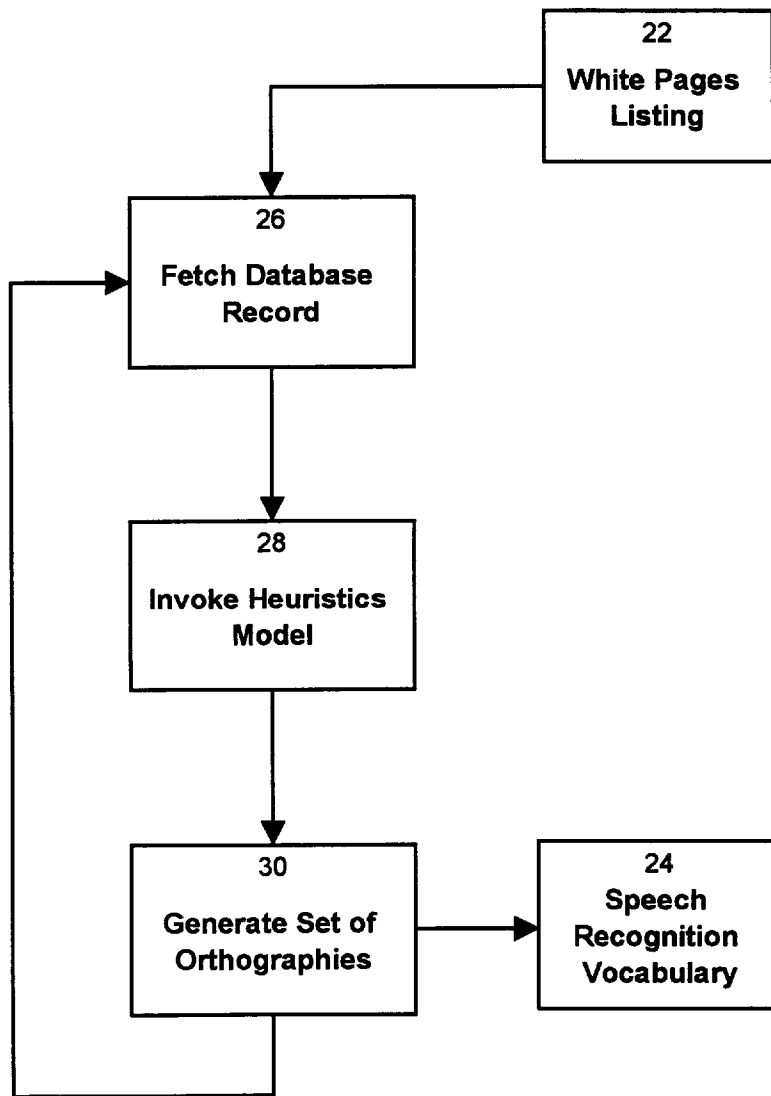 22
White Pages
Listing
26
Fetch Database
Record
28
Invoke Heuristics
Model
30
Generate Set of
Orthographies
24
Speech
Recognition
Vocabulary